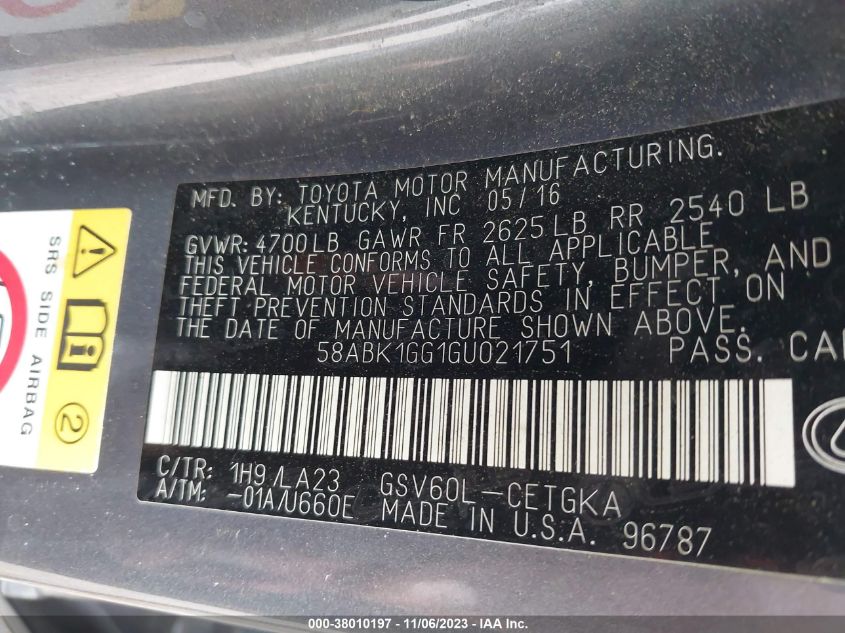 MFD. BY: TOYOTA MOTOR MANUFACTURING.
KENTUCKY, INC 05/16
GVWR: 4700LB GAWR FR 2625LB RR 2540 LB
THIS VEHICLE CONFORMS TO ALL APPLICABLE
FEDERAL MOTOR VEHICLE SAFETY, BUMPER, AND
THEFT PREVENTION STANDARDS IN EFFECT ON
THE DATE OF MANUFACTURE SHOWN ABOVE.
58ABK1GG1GU021751 PASS. CA
C/TR: 1H9/LA23 GSV60L-CETGKA
A/TM: -01A/U660E MADE IN U.S.A. 96787
SRS SIDE AIRBAG
2
000-38010197 - 11/06/2023 - IAA Inc.